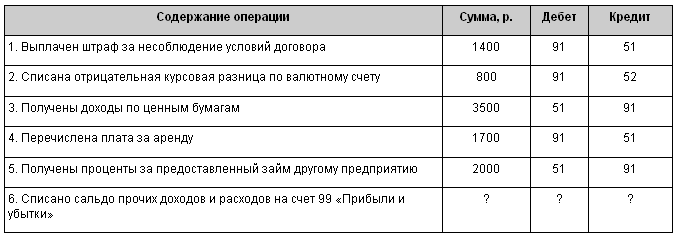 Содержание операции Сумма, р. Дебет Кредит
1. Выплачен штраф за несоблюдение условий договора 1400 91 51
2. Списана отрицательная курсовая разница по валютному счету 800 91 52
3. Получены доходы по ценным бумагам 3500 51 91
4. Перечислена плата за аренду 1700 91 51
5. Получены проценты за предоставленный займ другому предприятию 2000 51 91
6. Списано сальдо прочих доходов и расходов на счет 99 «Прибыли и ? ? ?
убытки»